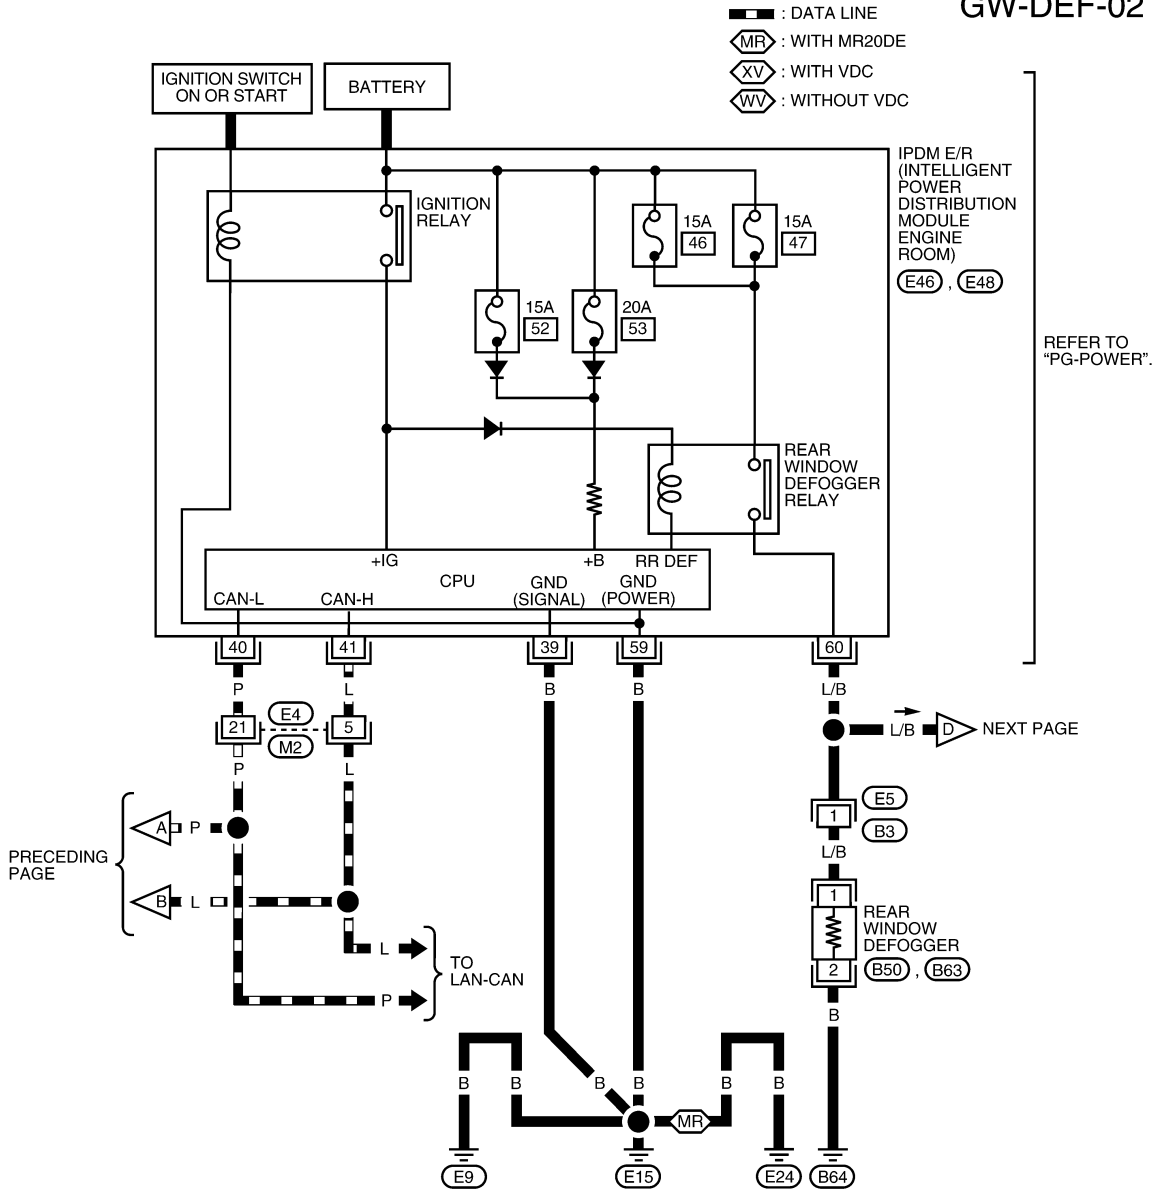 GW-DEF-02
: DATA LINE
MR : WITH MR20DE
XV : WITH VDC
WV : WITHOUT VDC
IGNITION SWITCH
ON OR START
BATTERY
IPDM E/R
(INTELLIGENT
POWER
DISTRIBUTION
MODULE
ENGINE
ROOM)
E46 , E48
IGNITION
RELAY
15A
46
15A
47
15A
52
20A
53
REFER TO
“PG-POWER”.
REAR
WINDOW
DEFOGGER
RELAY
+IG
+B
RR DEF
CPU
GND
(SIGNAL)
GND
(POWER)
CAN-L
CAN-H
40
41
39
59
60
P
L
B
B
L/B
21
E4
M2
5
L/B
D
NEXT PAGE
P
L
E5
1
B3
L/B
PRECEDING
PAGE
A
P
B
L
1
REAR
WINDOW
DEFOGGER
2
B50 , B63
L
TO
LAN-CAN
P
B
B
B
B
B
B
B
MR
E9
E15
E24
B64